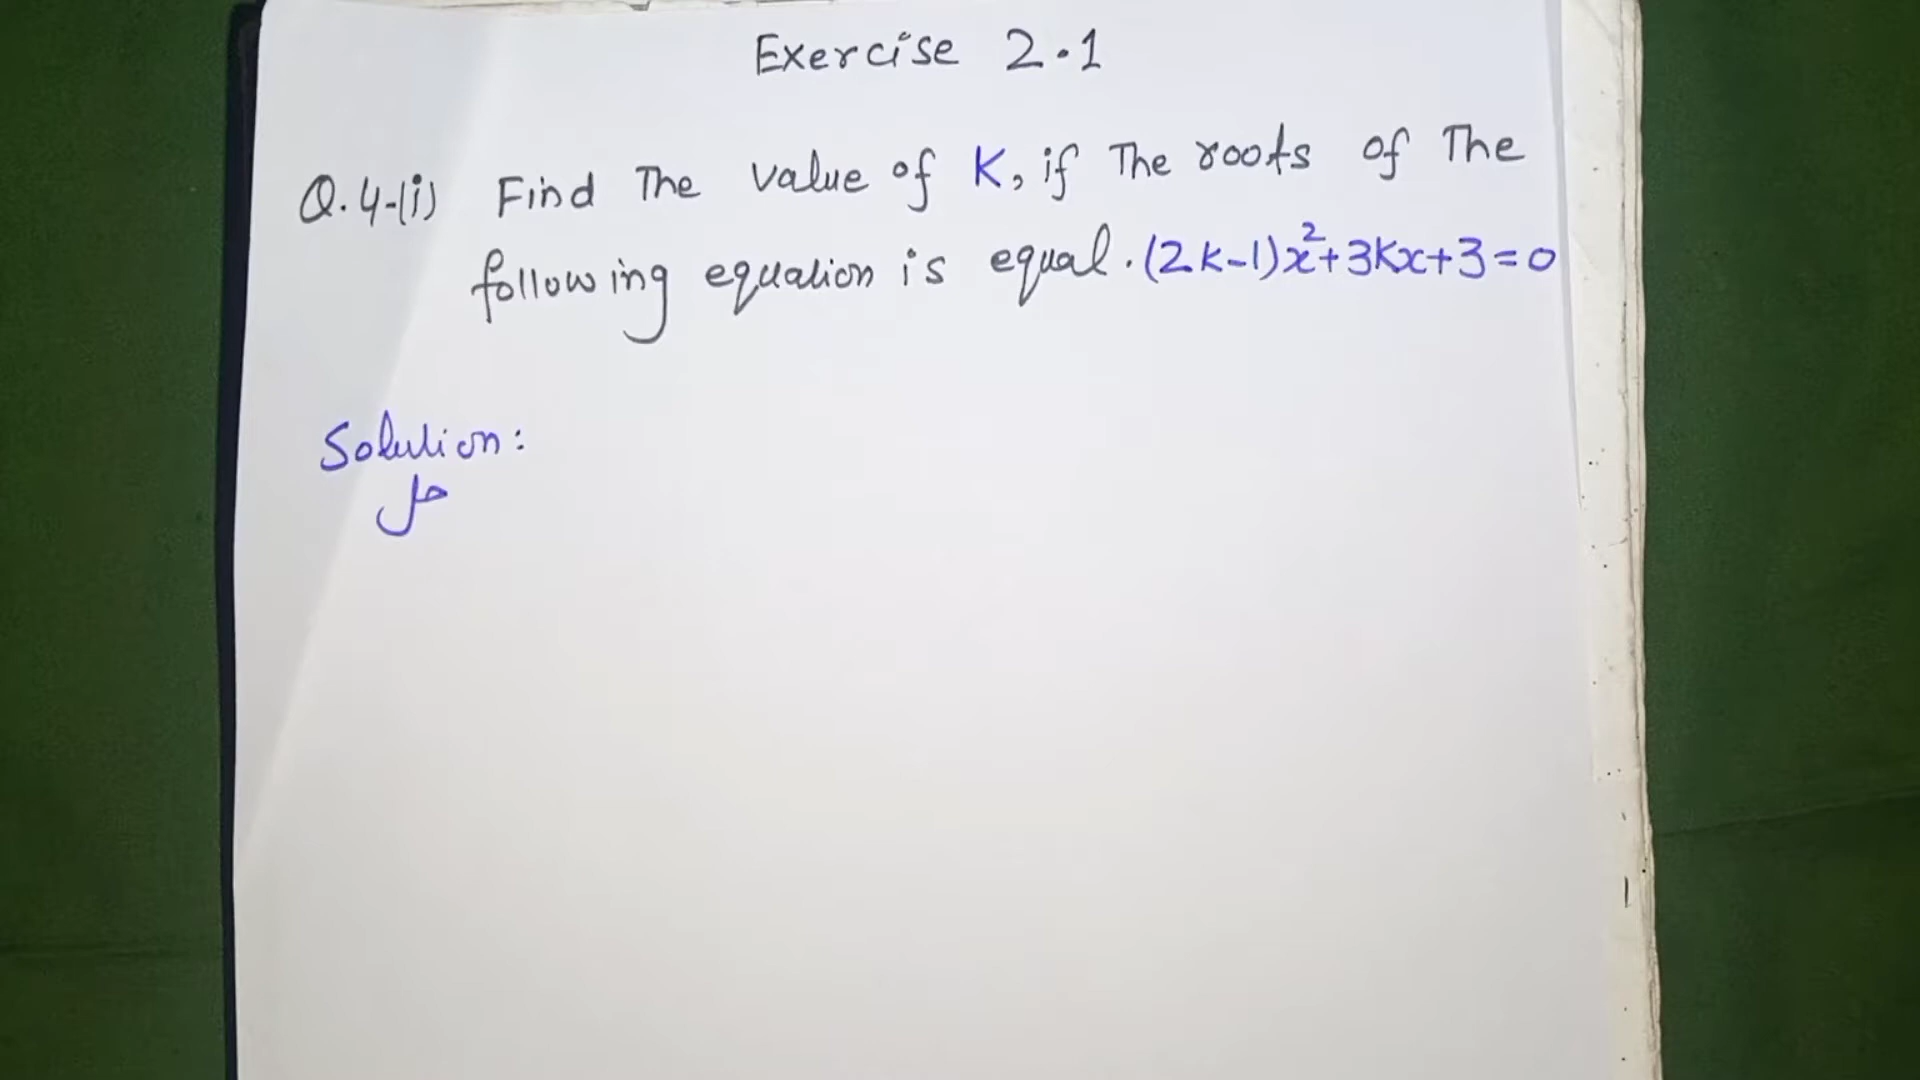 Exercise 2.1
Q.4-(i) Find The value of K, if The roots of The
following equation is equal. (2k-1)x²+3Kx+3=0
Solution:
حل